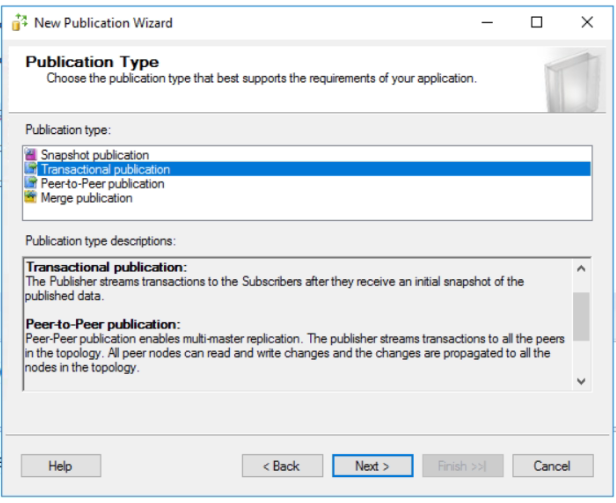 New Publication Wizard
Publication Type
Choose the publication type that best supports the requirements of your application.
Publication type:
Snapshot publication
Transactional publication
Peer-to-Peer publication
Merge publication
Publication type descriptions:
Transactional publication:
The Publisher streams transactions to the Subscribers after they receive an initial snapshot of the
published data.
Peer-to-Peer publication:
Peer-Peer publication enables multi-master replication. The publisher streams transactions to all the peers
in the topology. All peer nodes can read and write changes and the changes are propagated to all the
nodes in the topology.
Help
< Back
Next >
Finish >>|
Cancel